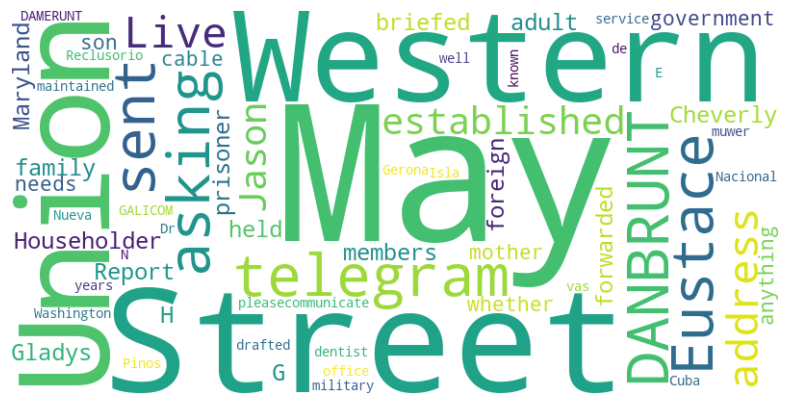 DAMERUNT
son
Reclusorio
maintained
Maryland
Union
Live
cable
sent
asking
prisoner
Jason
briefed
adult
service
government
Western
well
known
de
E
May
established
Cheverly
muwer
Nacional
foreign
Gerona
Isla
DANBRUNT
Eustace
address
anything
family
needs
Nueva
GALICOM
Dr
held
Householder
N
members
mother
forwarded
Report
years
telegram
whether
pleasecommunicate
vas
Washington
H
Street
Gladys
Pinos
G
drafted
dentist
office
military
Cuba